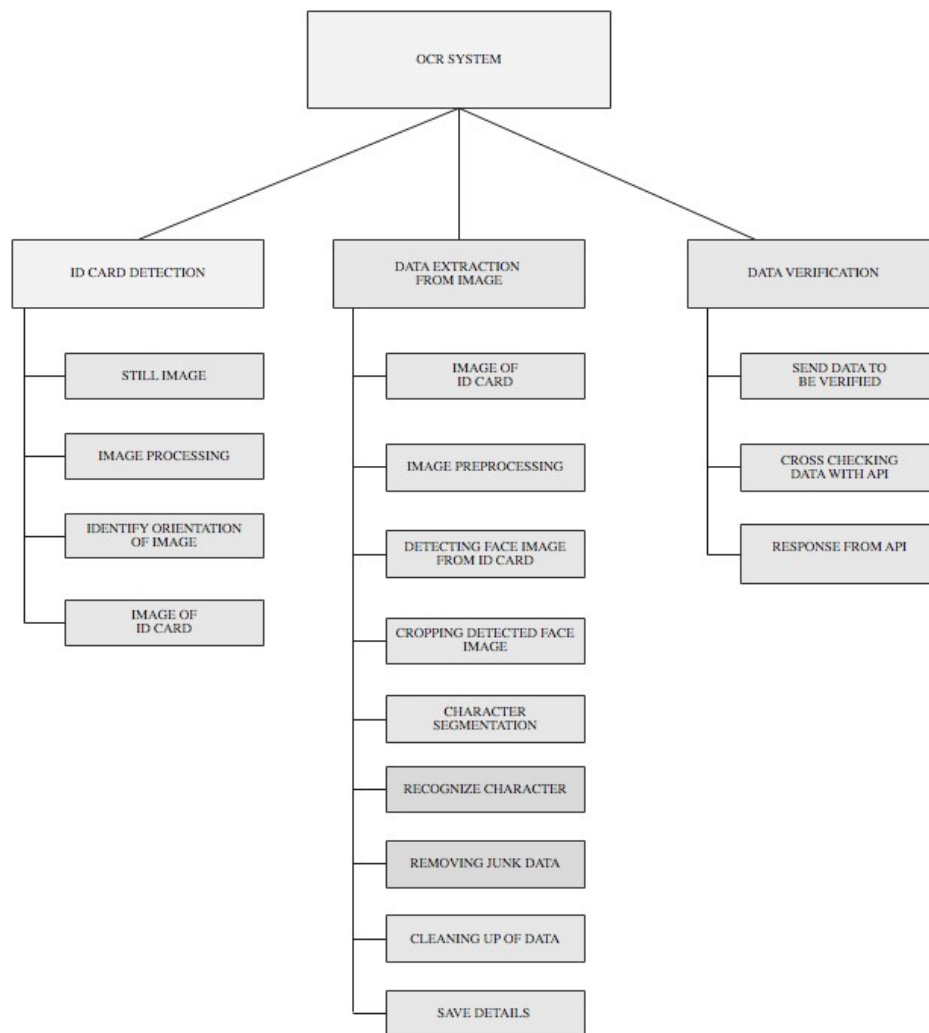 OCR SYSTEM
ID CARD DETECTION
STILL IMAGE
IMAGE PROCESSING
IDENTIFY ORIENTATION
OF IMAGE
IMAGE OF
ID CARD
DATA EXTRACTION
FROM IMAGE
IMAGE OF
ID CARD
IMAGE PREPROCESSING
DETECTING FACE IMAGE
FROM ID CARD
CROPPING DETECTED FACE
IMAGE
CHARACTER
SEGMENTATION
RECOGNIZE CHARACTER
REMOVING JUNK DATA
CLEANING UP OF DATA
SAVE DETAILS
DATA VERIFICATION
SEND DATA TO
BE VERIFIED
CROSS CHECKING
DATA WITH API
RESPONSE FROM API